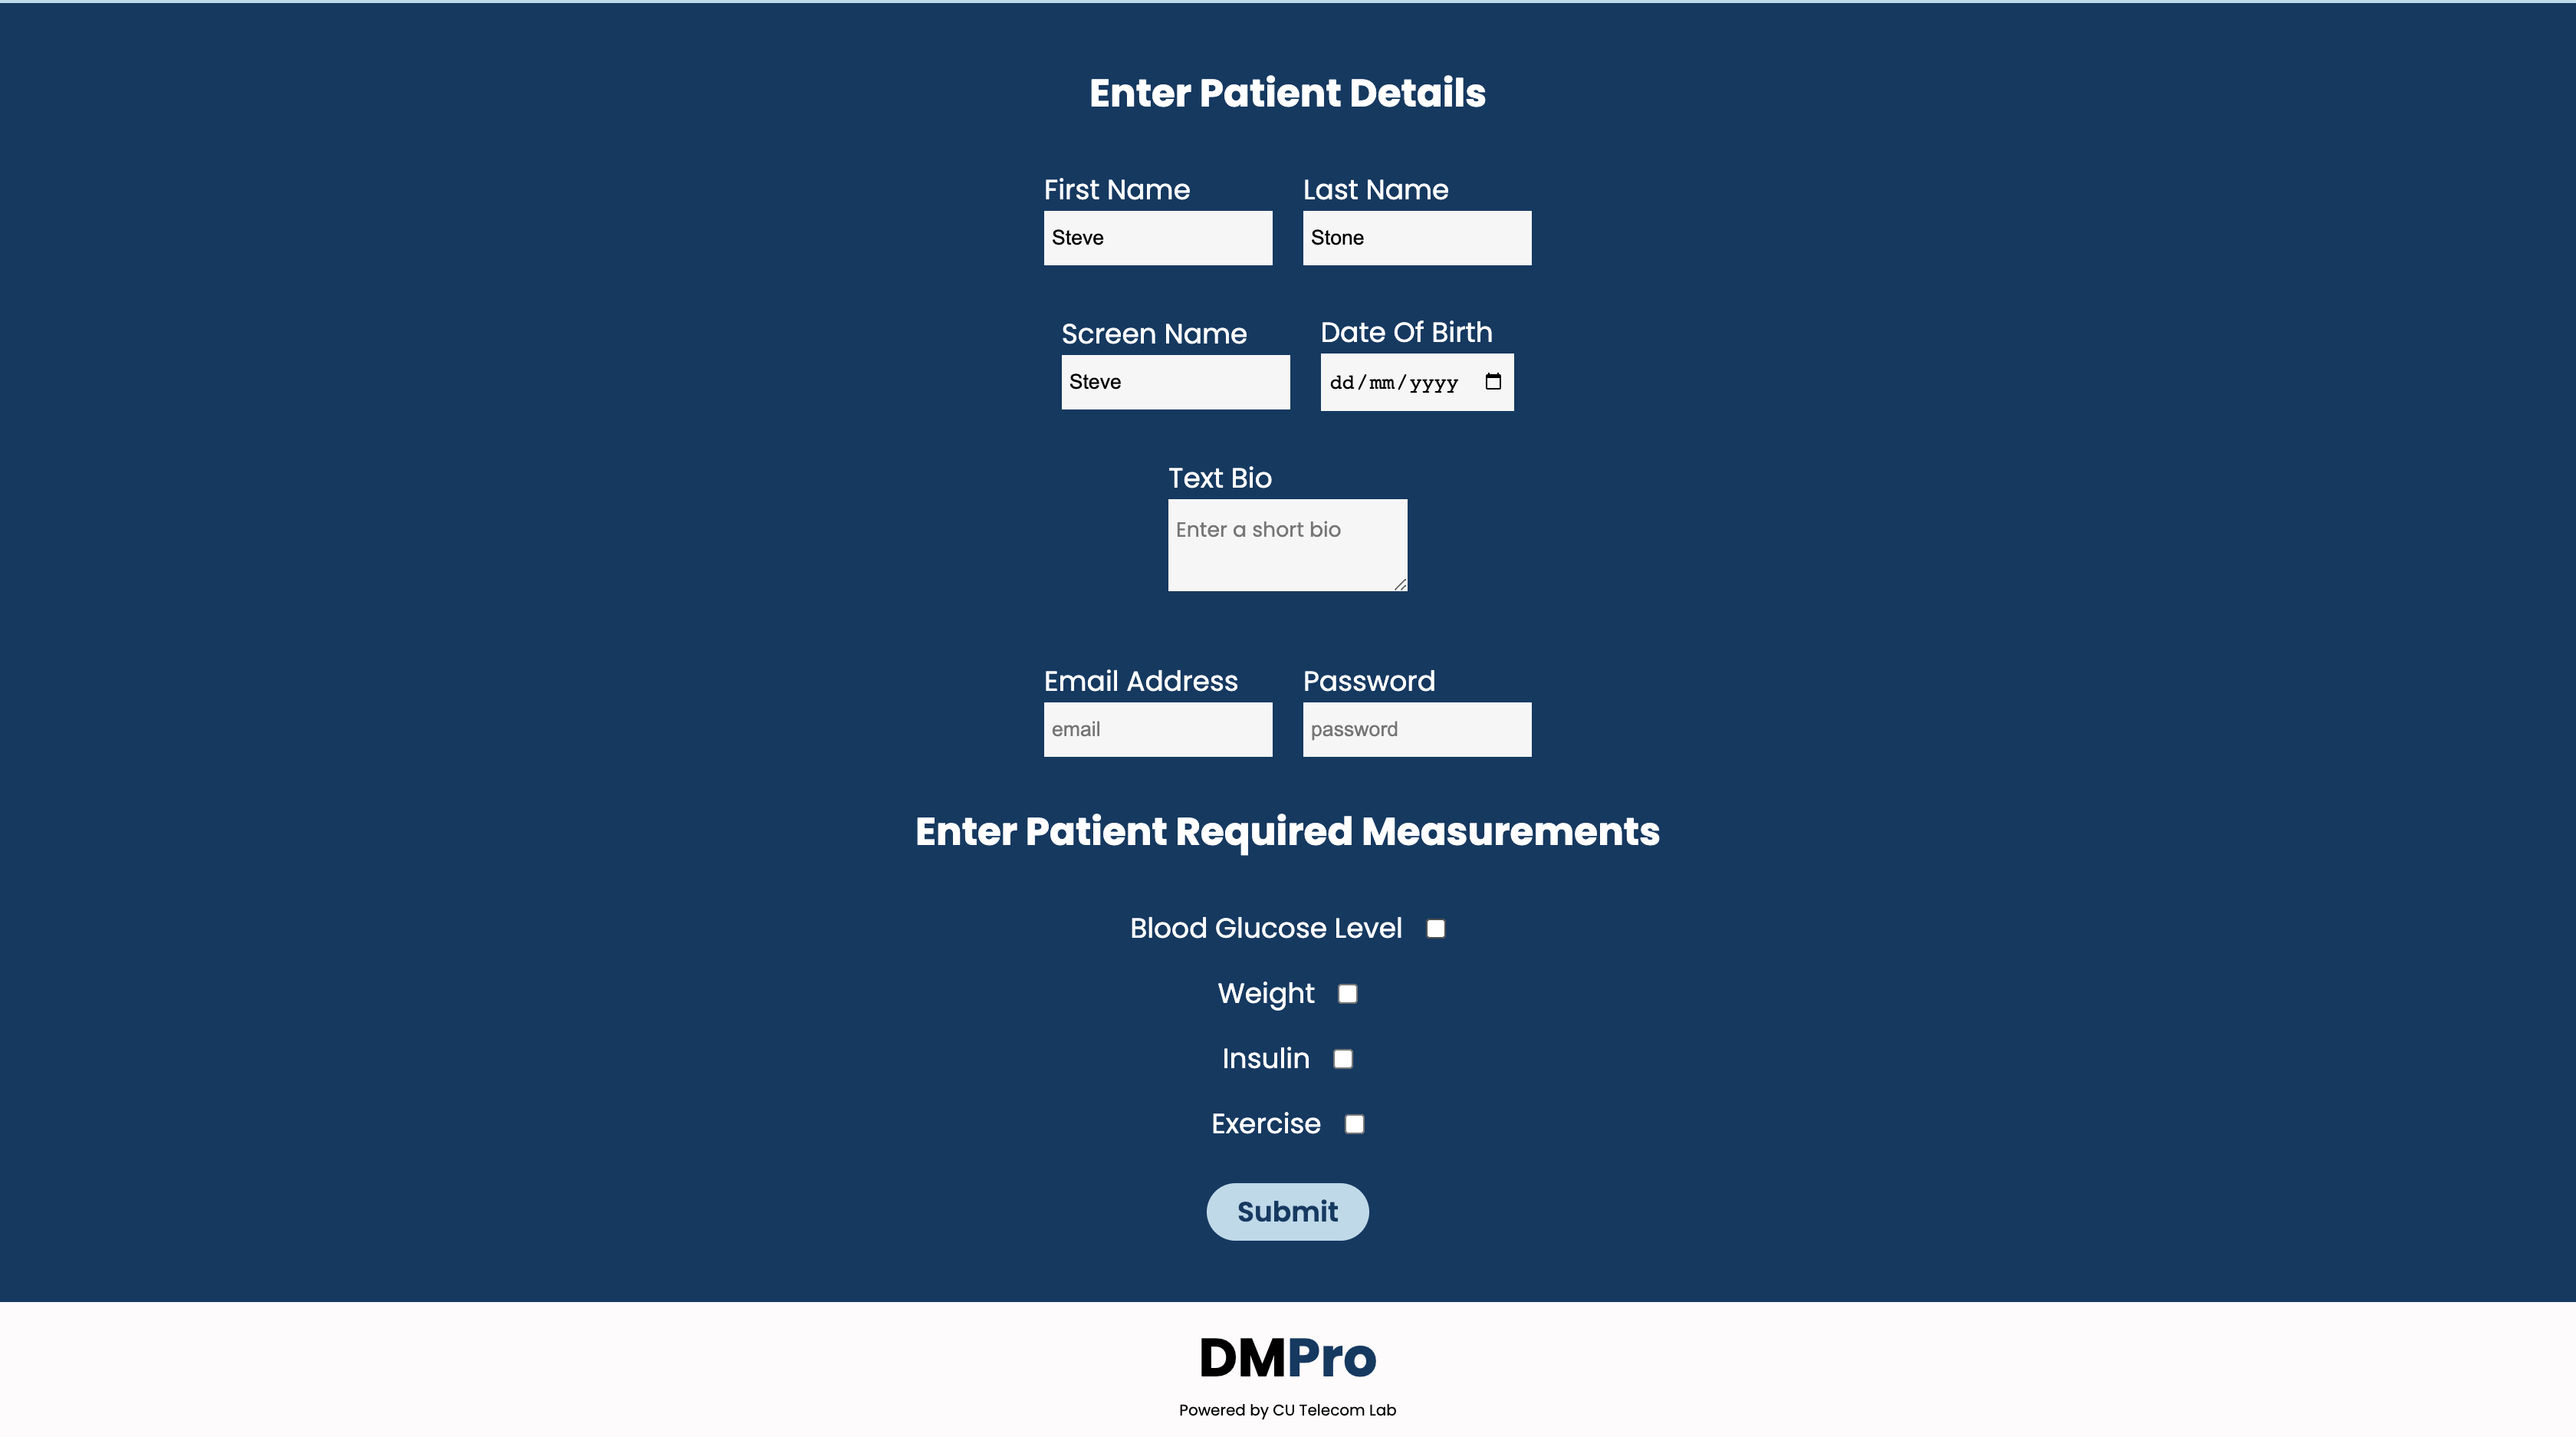 Enter Patient Details
First Name Last Name
Steve Stone
Screen Name Date Of Birth
Steve dd/mm/yyyy
Text Bio
Enter a short bio
Email Address Password
email password
Enter Patient Required Measurements
Blood Glucose Level
Weight
Insulin
Exercise
Submit
DMPro
Powered by CU Telecom Lab